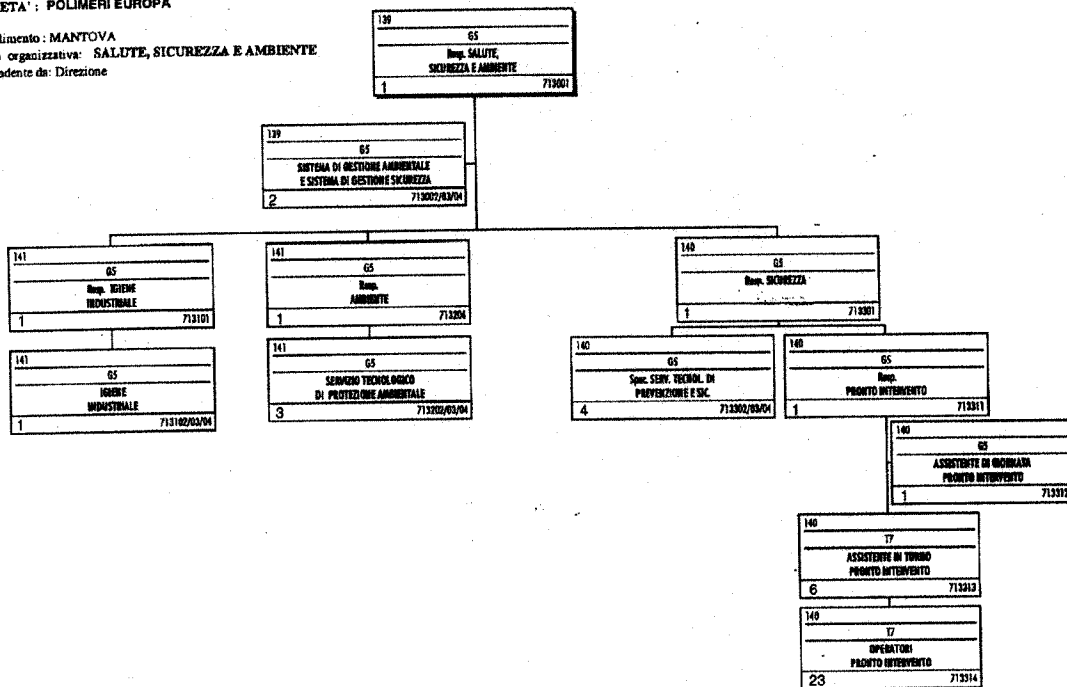 ETA' : POLIMERI EUROPA
limento : MANTOVA
organizzativa: SALUTE, SICUREZZA E AMBIENTE
dente da: Direzione
139
G5
Resp. SALUTE,
SICUREZZA E AMBIENTE
1 713001
139
G5
SISTEMA DI GESTIONE AMBIENTALE
E SISTEMA DI GESTIONE SICUREZZA
2 713002/03/04
141
G5
Resp. IGIENE
INDUSTRIALE
1 713101
141
G5
Resp.
AMBIENTE
1 713204
140
G5
Resp. SICUREZZA
1 713301
141
G5
IGIENE
INDUSTRIALE
1 713102/03/04
141
G5
SERVIZIO TECNOLOGICO
DI PROTEZIONE AMBIENTALE
3 713202/03/04
140
G5
Spec. SERV. TECNOL. DI
PREVENZIONE E SIC.
4 713302/03/04
140
G5
Resp.
PRONTO INTERVENTO
1 713311
140
G5
ASSISTENTE DI GIORNATA
PRONTO INTERVENTO
1 713312
140
T7
ASSISTENTE IN TURNO
PRONTO INTERVENTO
6 713313
140
T7
OPERATORI
PRONTO INTERVENTO
23 713314